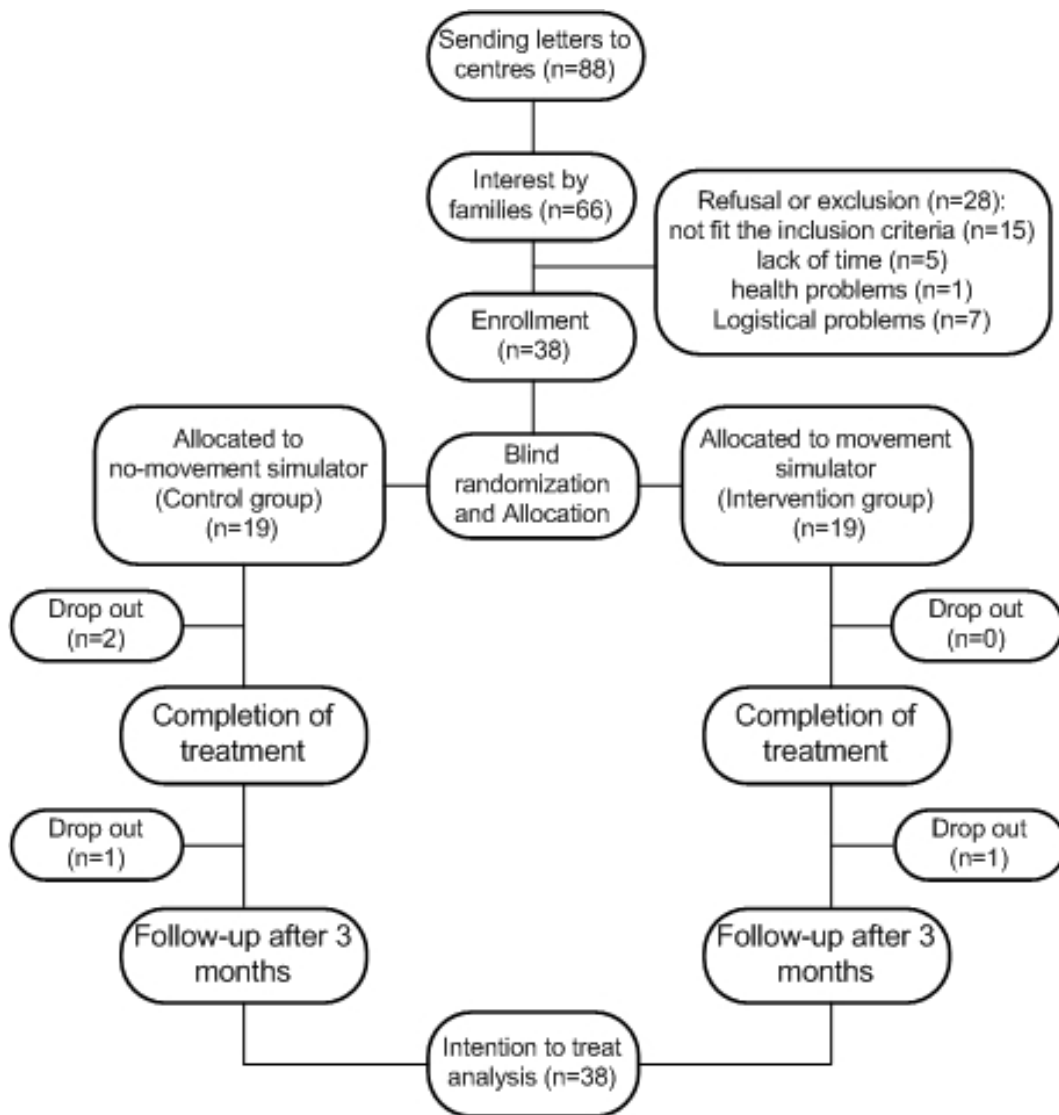 Sending letters to
centres (n=88)
Interest by
families (n=66)
Refusal or exclusion (n=28):
not fit the inclusion criteria (n=15)
lack of time (n=5)
health problems (n=1)
Logistical problems (n=7)
Enrollment
(n=38)
Allocated to
no-movement simulator
(Control group)
(n=19)
Blind
randomization
and Allocation
Allocated to movement
simulator
(Intervention group)
(n=19)
Drop out
(n=2)
Drop out
(n=0)
Completion of
treatment
Completion of
treatment
Drop out
(n=1)
Drop out
(n=1)
Follow-up after 3
months
Follow-up after 3
months
Intention to treat
analysis (n=38)